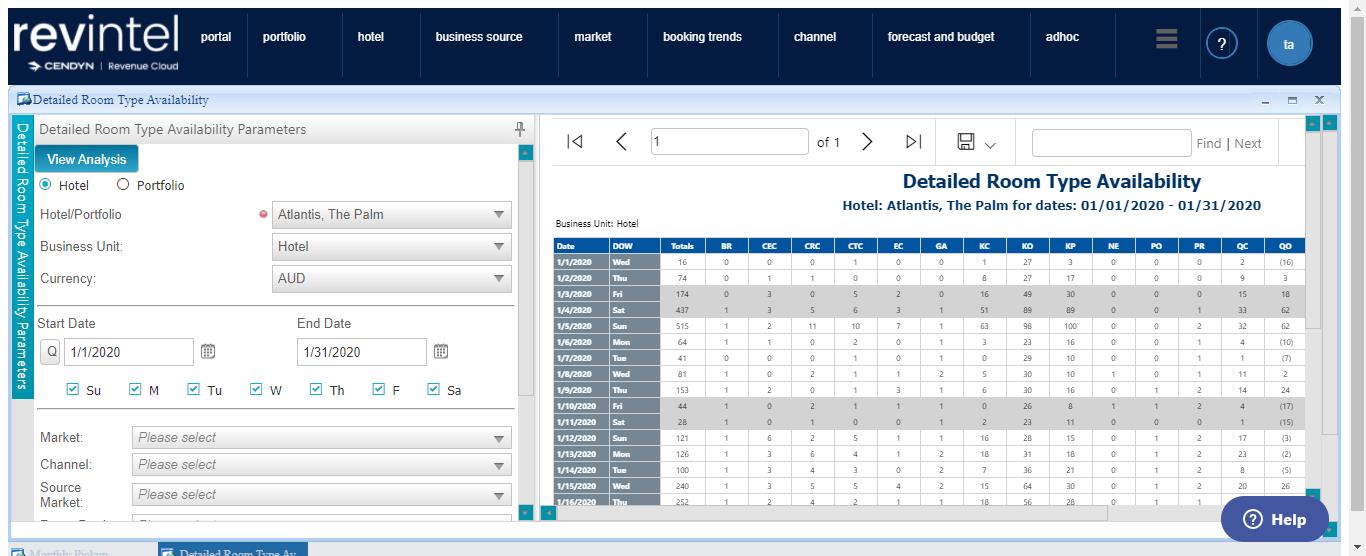 revintel
CENDYN | Revenue Cloud
portal portfolio hotel business source market booking trends channel forecast and budget adhoc ? ta
Detailed Room Type Availability
Detailed Room Type Availability Parameters
Detailed Room Type Availability Parameters
View Analysis
Hotel Portfolio
Hotel/Portfolio Atlantis, The Palm
Business Unit: Hotel
Currency: AUD
Start Date End Date
Q 1/1/2020 1/31/2020
Su M Tu W Th F Sa
Market: Please select
Channel: Please select
Source Market: Please select
1 of 1 Find | Next
Detailed Room Type Availability
Hotel: Atlantis, The Palm for dates: 01/01/2020 - 01/31/2020
Business Unit: Hotel
Date DOW Totals BR CEC CRC CTC EC GA KC KO KP NE PO PR QC QO
1/1/2020 Wed 16 0 0 0 1 0 0 1 27 3 0 0 0 2 (16)
1/2/2020 Thu 74 0 1 1 0 0 0 8 27 17 0 0 0 9 3
1/3/2020 Fri 174 0 3 0 5 2 0 16 49 30 0 0 0 15 18
1/4/2020 Sat 437 1 3 5 6 3 1 51 89 89 0 0 1 33 62
1/5/2020 Sun 515 1 2 11 10 7 1 63 98 100 0 0 2 32 62
1/6/2020 Mon 64 1 1 0 2 0 1 3 23 16 0 0 1 4 (10)
1/7/2020 Tue 41 0 0 0 1 0 1 0 29 10 0 1 1 1 (7)
1/8/2020 Wed 81 1 0 2 1 1 2 5 30 10 1 0 1 11 2
1/9/2020 Thu 153 1 2 0 1 3 1 6 30 16 0 1 2 14 24
1/10/2020 Fri 44 1 0 2 1 1 1 0 26 8 1 1 2 4 (17)
1/11/2020 Sat 28 1 0 1 0 0 1 2 23 11 0 0 0 1 (15)
1/12/2020 Sun 121 1 6 2 5 1 1 16 28 15 0 1 2 17 (3)
1/13/2020 Mon 126 1 3 6 4 1 2 18 31 18 0 1 2 23 (2)
1/14/2020 Tue 100 1 3 4 3 0 2 7 36 21 0 1 2 8 (5)
1/15/2020 Wed 240 1 3 5 5 4 2 15 64 30 0 1 2 20 26
1/16/2020 Thu 252 1 2 4 2 1 1 18 56 28 0 1 1
Help
Monthly Pickup Detailed Room Type Av...